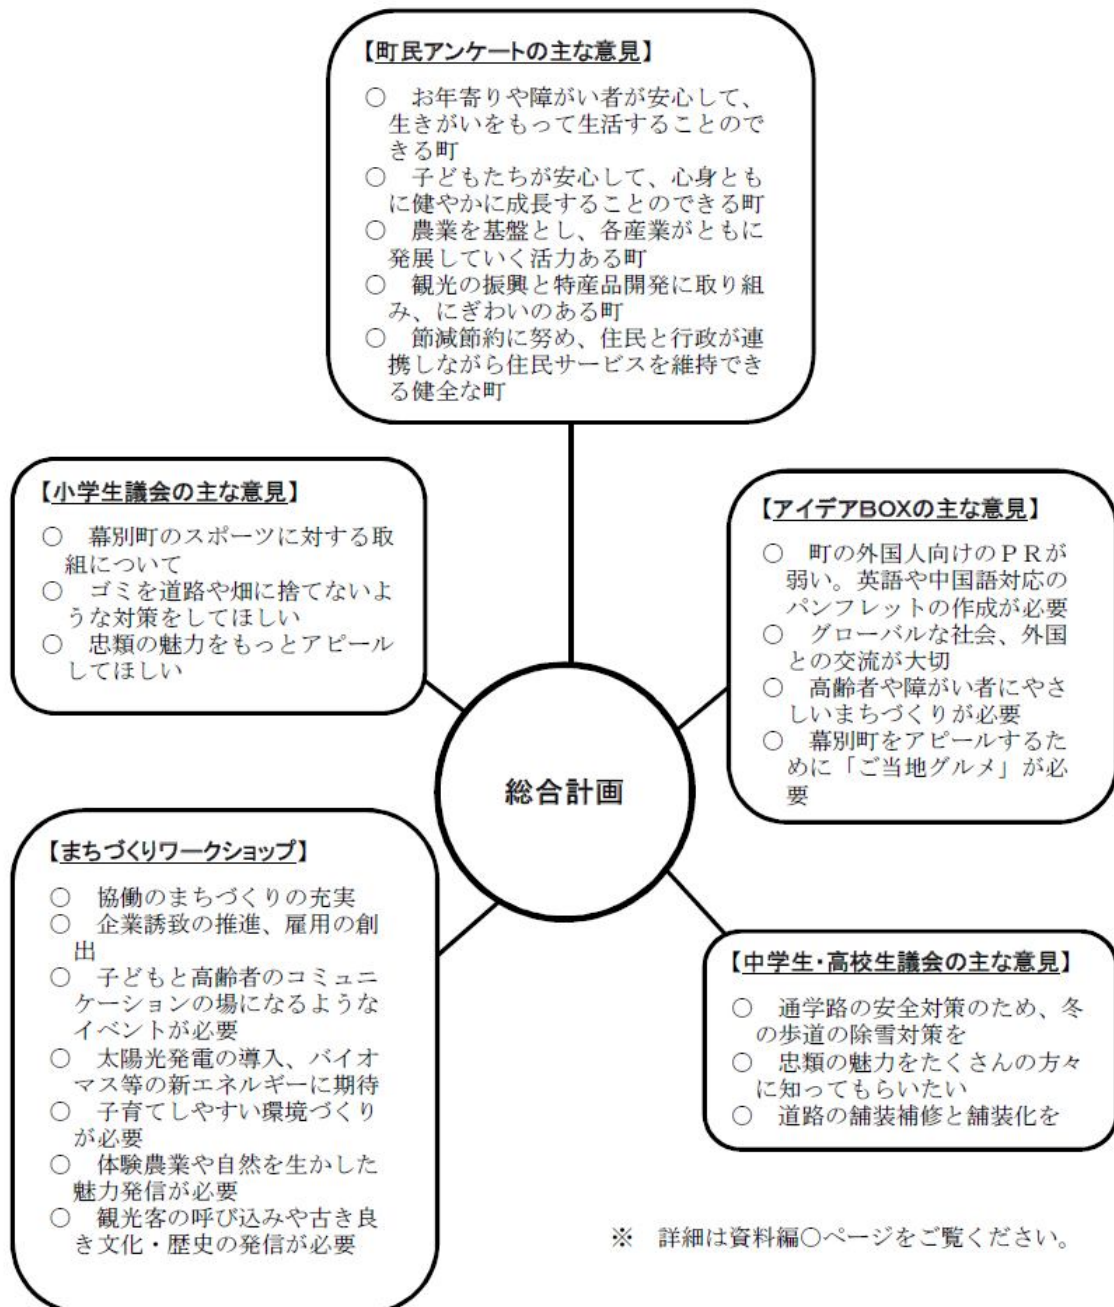 【町民アンケートの主な意見】
○ お年寄りや障がい者が安心して、
生きがいをもって生活することので
きる町
○ 子どもたちが安心して、心身とも
に健やかに成長することのできる町
○ 農業を基盤とし、各産業がともに
発展していく活力ある町
○ 観光の振興と特産品開発に取り組
み、にぎわいのある町
○ 節減節約に努め、住民と行政が連
携しながら住民サービスを維持でき
る健全な町
【小学生議会の主な意見】
○ 幕別町のスポーツに対する取
組について
○ ゴミを道路や畑に捨てないよ
うな対策をしてほしい
○ 忠類の魅力をもっとアピール
してほしい
【アイデアBOXの主な意見】
○ 町の外国人向けのPRが
弱い。英語や中国語対応の
パンフレットの作成が必要
○ グローバルな社会、外国
との交流が大切
○ 高齢者や障がい者にやさ
しいまちづくりが必要
○ 幕別町をアピールするた
めに「ご当地グルメ」が必
要
総合計画
【まちづくりワークショップ】
○ 協働のまちづくりの充実
○ 企業誘致の推進、雇用の創
出
○ 子どもと高齢者のコミュニ
ケーションの場になるような
イベントが必要
○ 太陽光発電の導入、バイオ
マス等の新エネルギーに期待
○ 子育てしやすい環境づくり
が必要
○ 体験農業や自然を生かした
魅力発信が必要
○ 観光客の呼び込みや古き良
き文化・歴史の発信が必要
【中学生・高校生議会の主な意見】
○ 通学路の安全対策のため、冬
の歩道の除雪対策を
○ 忠類の魅力をたくさんの方々
に知ってもらいたい
○ 道路の舗装補修と舗装化を
※ 詳細は資料編○ページをご覧ください。